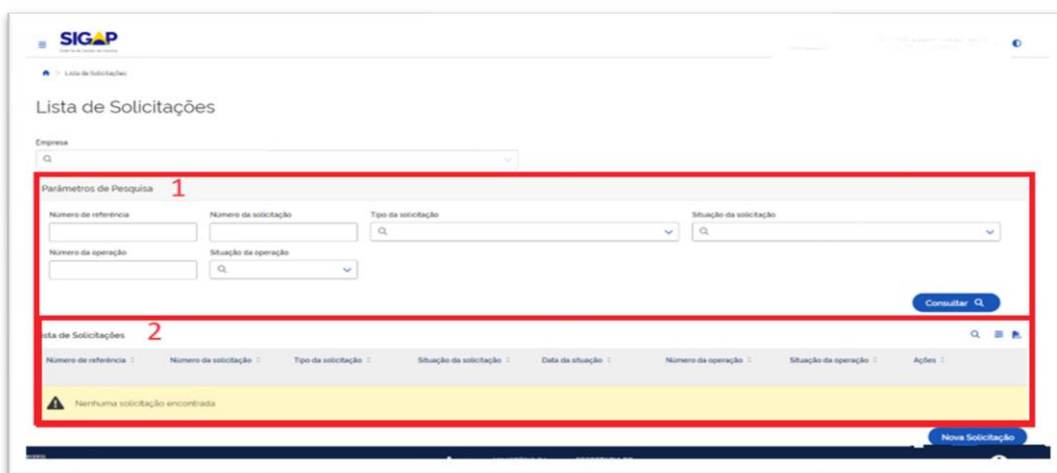 SIGAP
Lista de Solicitações
Lista de Solicitações
Empresa
Parâmetros de Pesquisa 1
Número de referência Número da solicitação Tipo da solicitação Situação da solicitação
Número da operação Situação da operação
Consultar
ista de Solicitações 2
Número de referência Número da solicitação Tipo da solicitação Situação da solicitação Data da situação Número da operação Situação da operação Ações
Nenhuma solicitação encontrada
Nova Solicitação